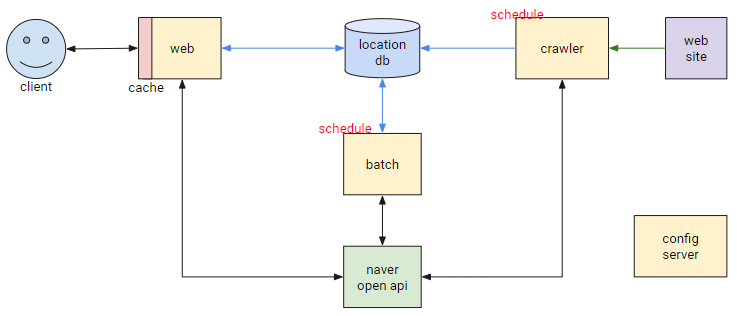 schedule
web
location
db
crawler
web
site
client
cache
schedule
batch
config
server
naver
open api